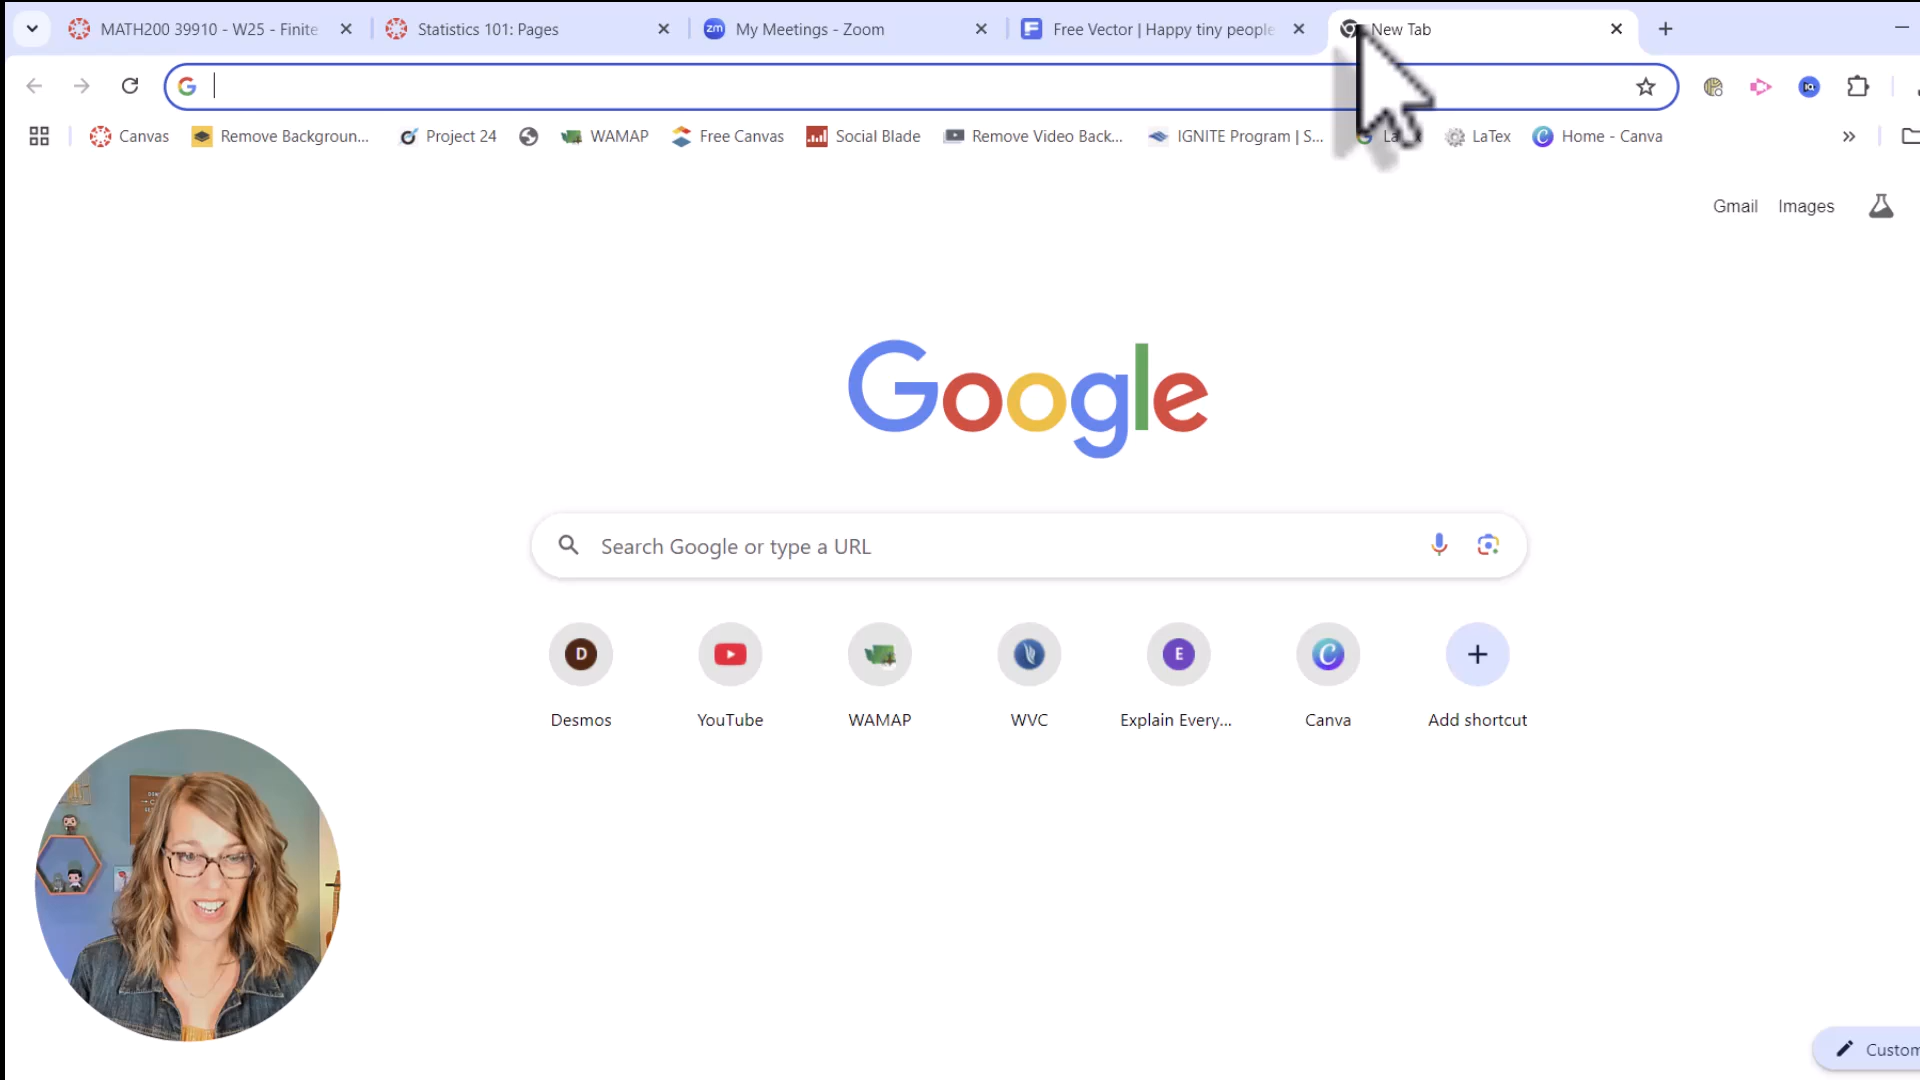 MATH200 39910 - W25 - Finite
Statistics 101: Pages
zm My Meetings - Zoom
Free Vector | Happy tiny people
New Tab
Canvas
Remove Backgroun...
Project 24
WAMAP
Free Canvas
Social Blade
Remove Video Back...
IGNITE Program | S...
LaTex
Home - Canva
Gmail
Images
Google
Search Google or type a URL
D
E
Desmos
YouTube
WAMAP
WVC
Explain Every...
Canva
Add shortcut
Custom